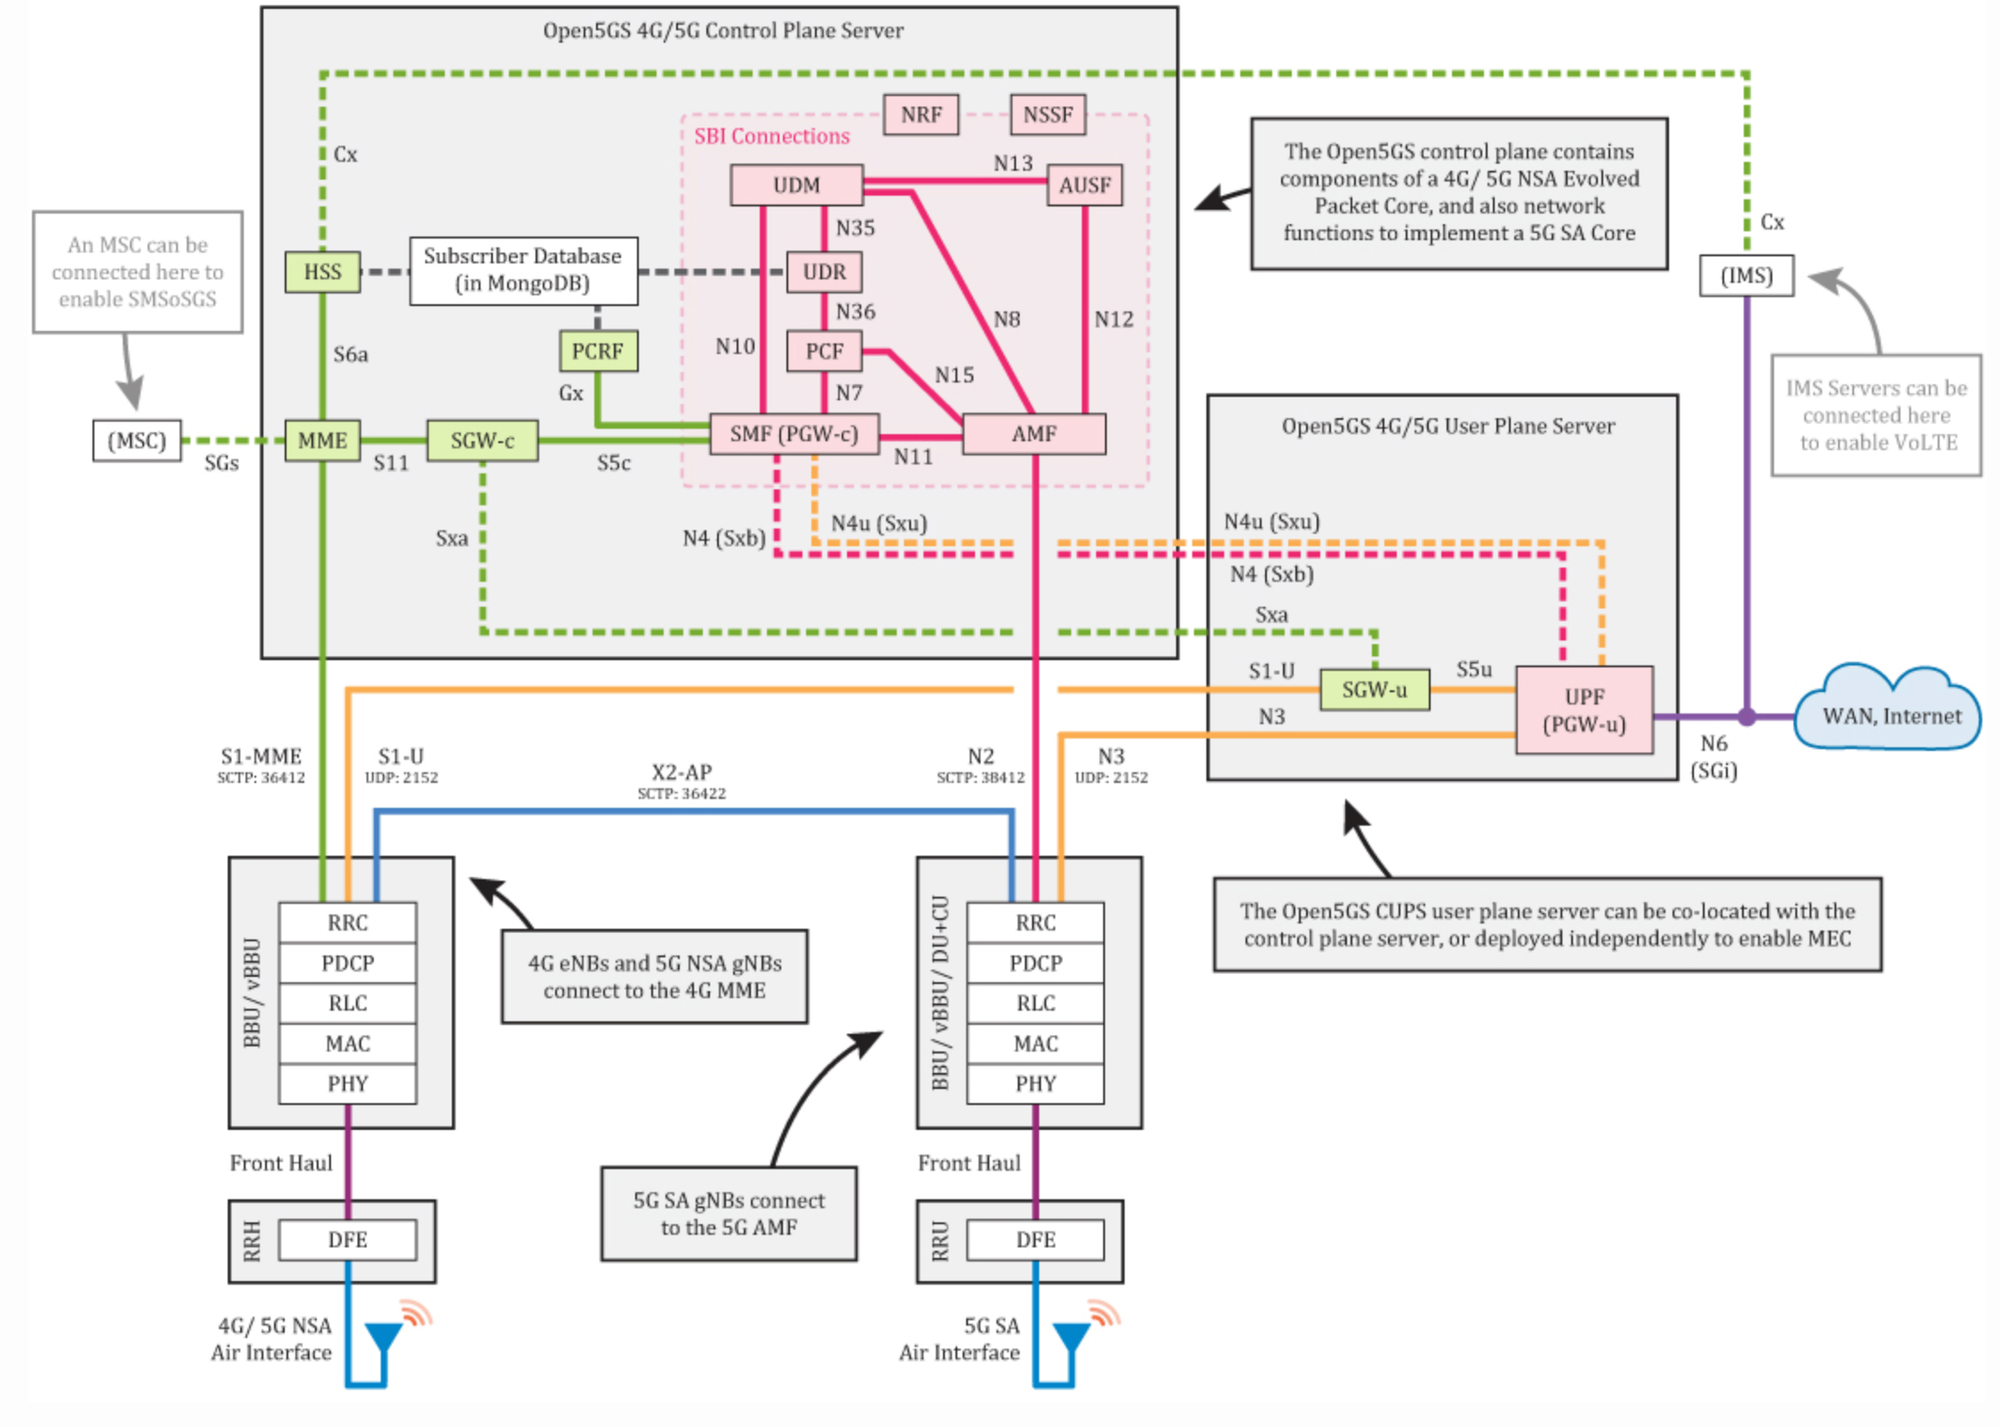 Open5GS 4G/5G Control Plane Server
Cx
SBI Connections
NRF
NSSF
N13
UDM
AUSF
The Open5GS control plane contains
components of a 4G/ 5G NSA Evolved
Packet Core, and also network
functions to implement a 5G SA Core
Cx
An MSC can be
connected here to
enable SMSoSGS
N35
HSS
Subscriber Database
(in MongoDB)
UDR
(IMS)
N36
N8
N12
S6a
PCRF
N10
PCF
N15
Gx
N7
IMS Servers can be
connected here
to enable VoLTE
(MSC)
SGs
MME
S11
SGW-c
S5c
SMF (PGW-c)
N11
AMF
Open5GS 4G/5G User Plane Server
Sxa
N4 (Sxb)
N4u (Sxu)
N4u (Sxu)
N4 (Sxb)
Sxa
S1-U
SGW-u
S5u
UPF
(PGW-u)
N3
WAN, Internet
N6
(SGi)
S1-MME
SCTP: 36412
S1-U
UDP: 2152
X2-AP
SCTP: 36422
N2
SCTP: 38412
N3
UDP: 2152
BBU/ vBBU
RRC
PDCP
RLC
MAC
PHY
4G eNBs and 5G NSA gNBs
connect to the 4G MME
BBU/ vBBU/ DU+CU
RRC
PDCP
RLC
MAC
PHY
The Open5GS CUPS user plane server can be co-located with the
control plane server, or deployed independently to enable MEC
Front Haul
5G SA gNBs connect
to the 5G AMF
Front Haul
RRH
DFE
RRU
DFE
4G/ 5G NSA
Air Interface
5G SA
Air Interface